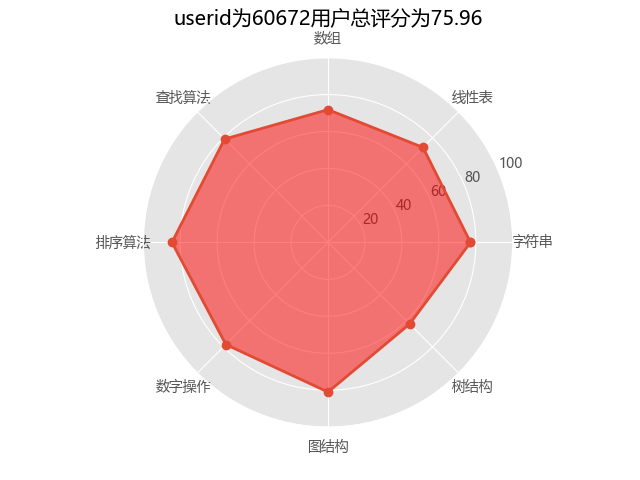 userid为60672用户总评分为75.96
数组
查找算法
线性表
100
80
60
40
20
排序算法
字符串
数字操作
树结构
图结构